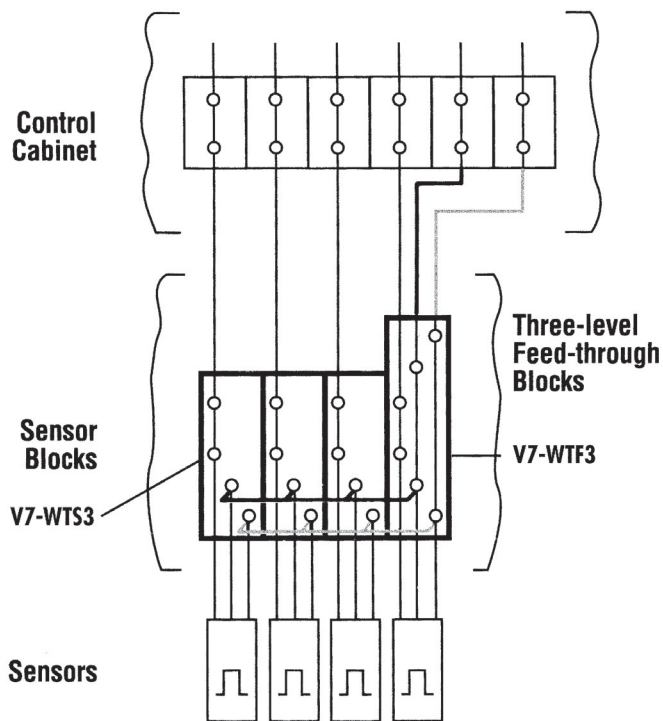 Control
Cabinet
Three-level
Feed-through
Blocks
Sensor
Blocks
V7-WTF3
V7-WTS3
Sensors